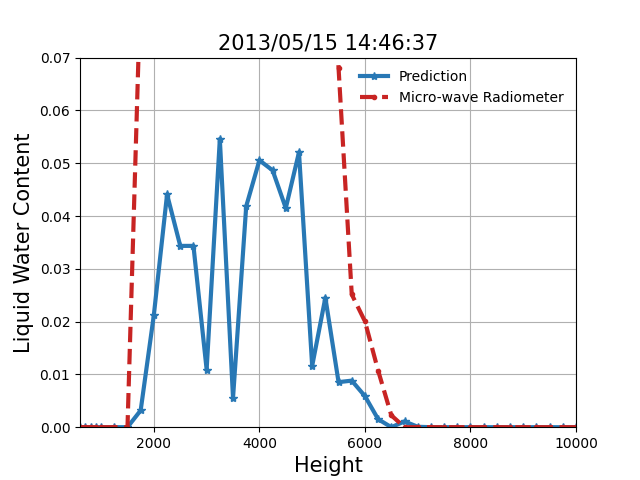 2013/05/15 14:46:37
0.07
0.06
0.05
0.04
0.03
0.02
0.01
0.00
Liquid Water Content
Prediction
Micro-wave Radiometer
2000 4000 6000 8000 10000
Height